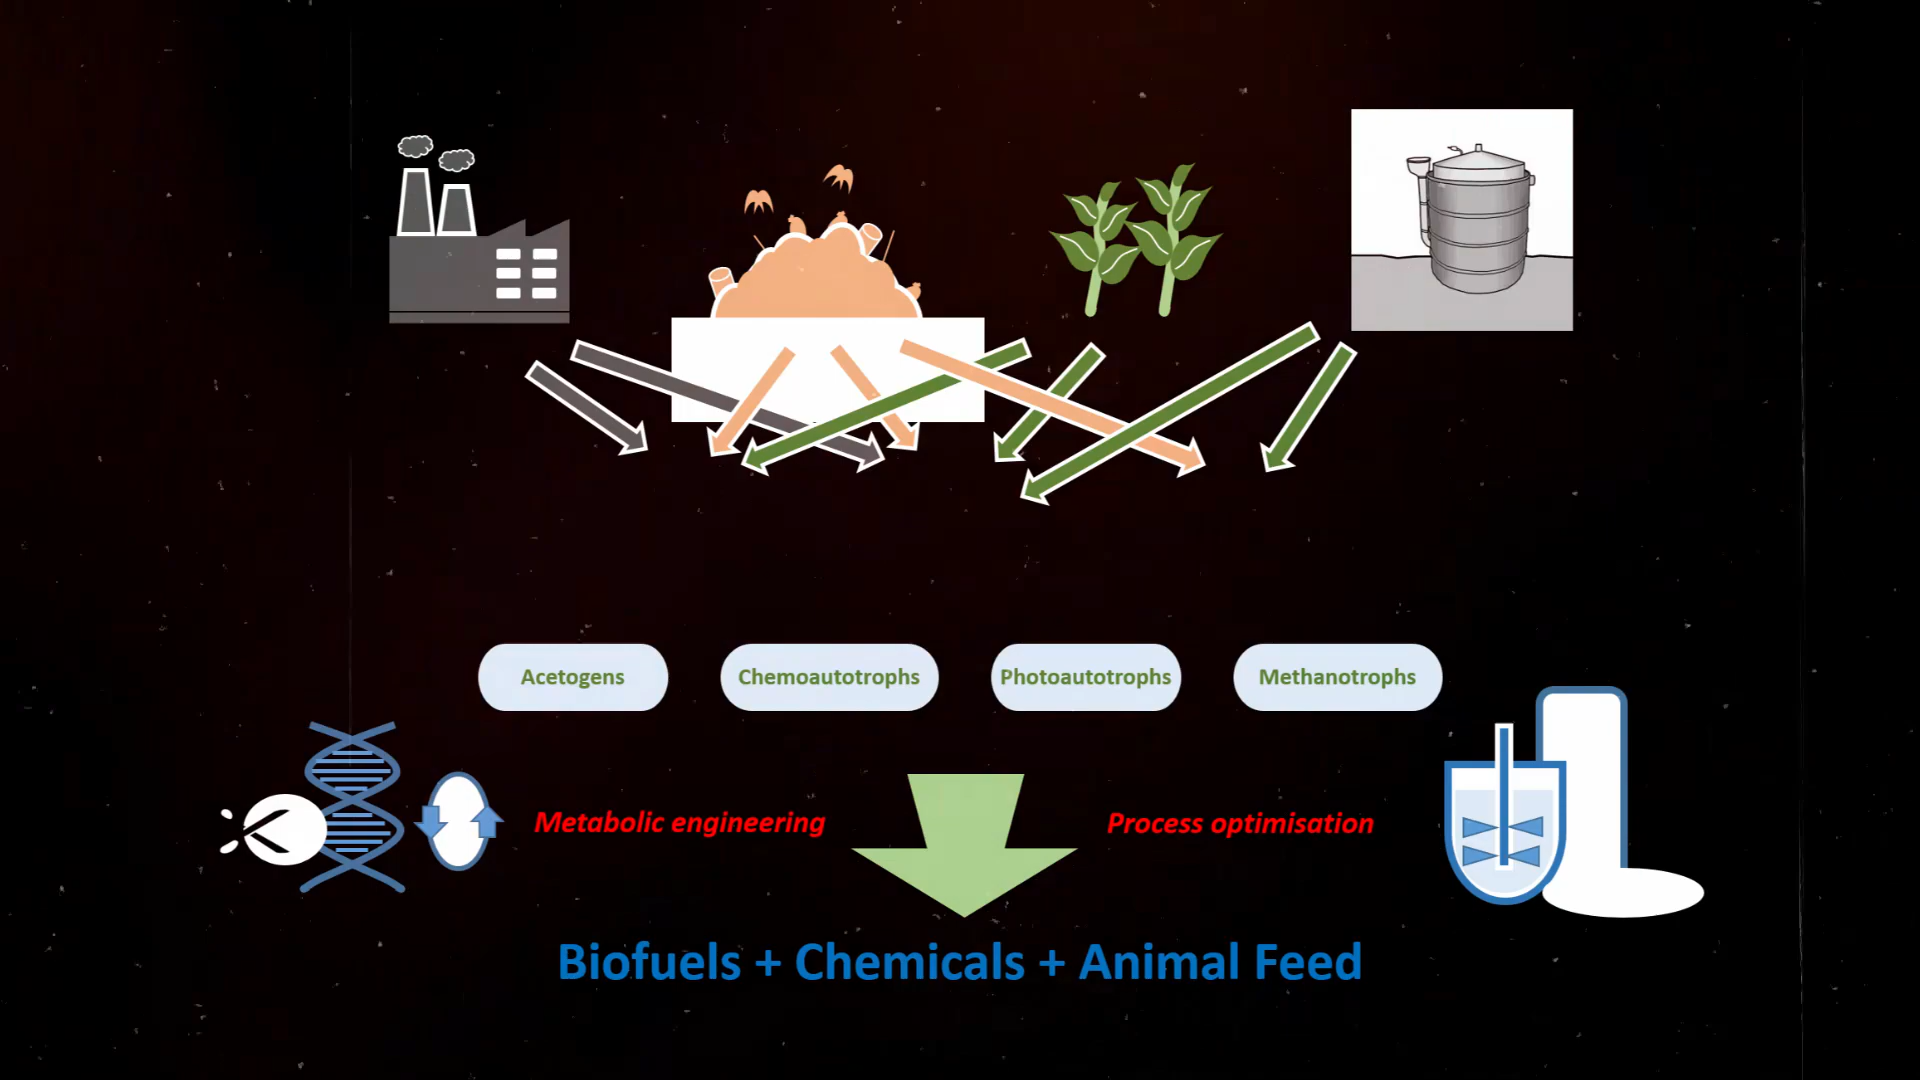 Acetogens
Chemoautotrophs
Photoautotrophs
Methanotrophs
Metabolic engineering
Process optimisation
Biofuels + Chemicals + Animal Feed